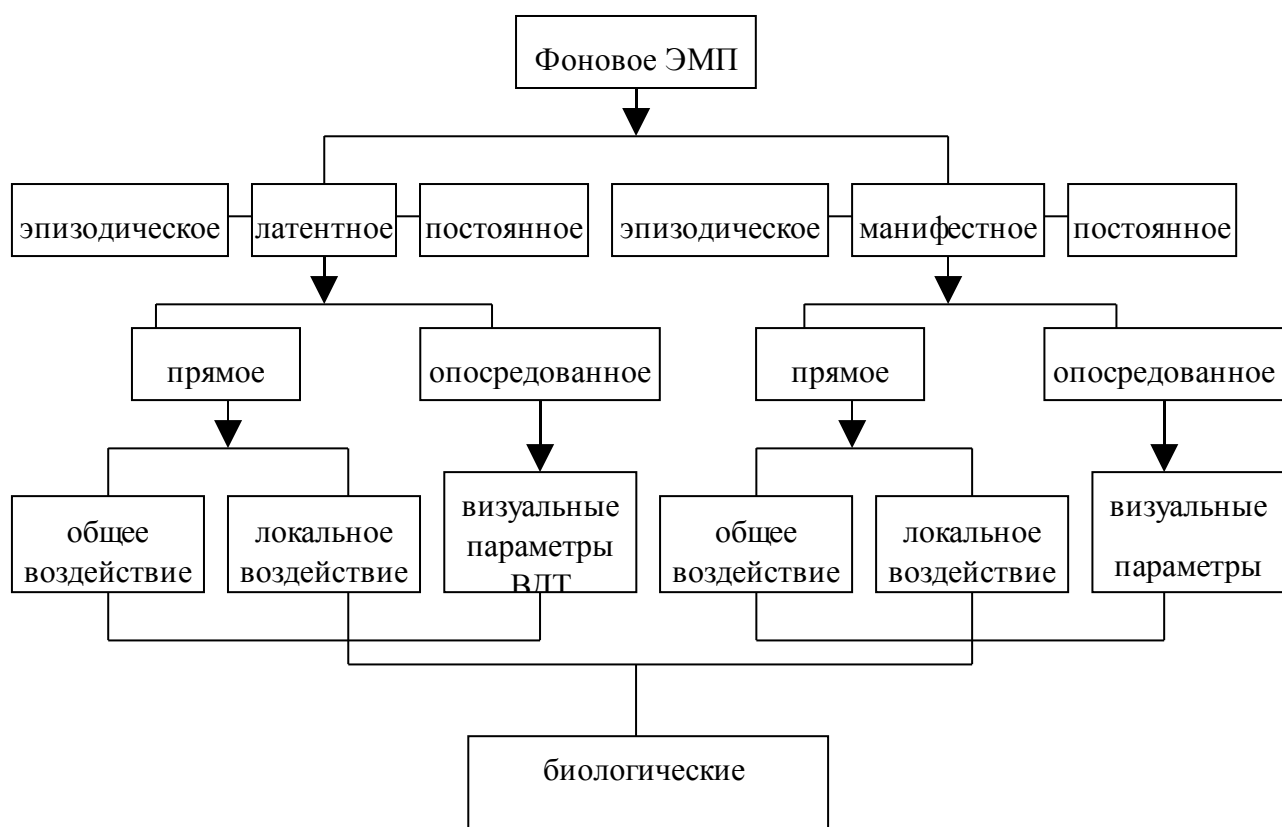 Фоновое ЭМП
эпизодическое латентное постоянное эпизодическое манифестное постоянное
прямое опосредованное прямое опосредованное
общее воздействие
локальное воздействие
визуальные параметры ВДТ
общее воздействие
локальное воздействие
визуальные параметры
биологические